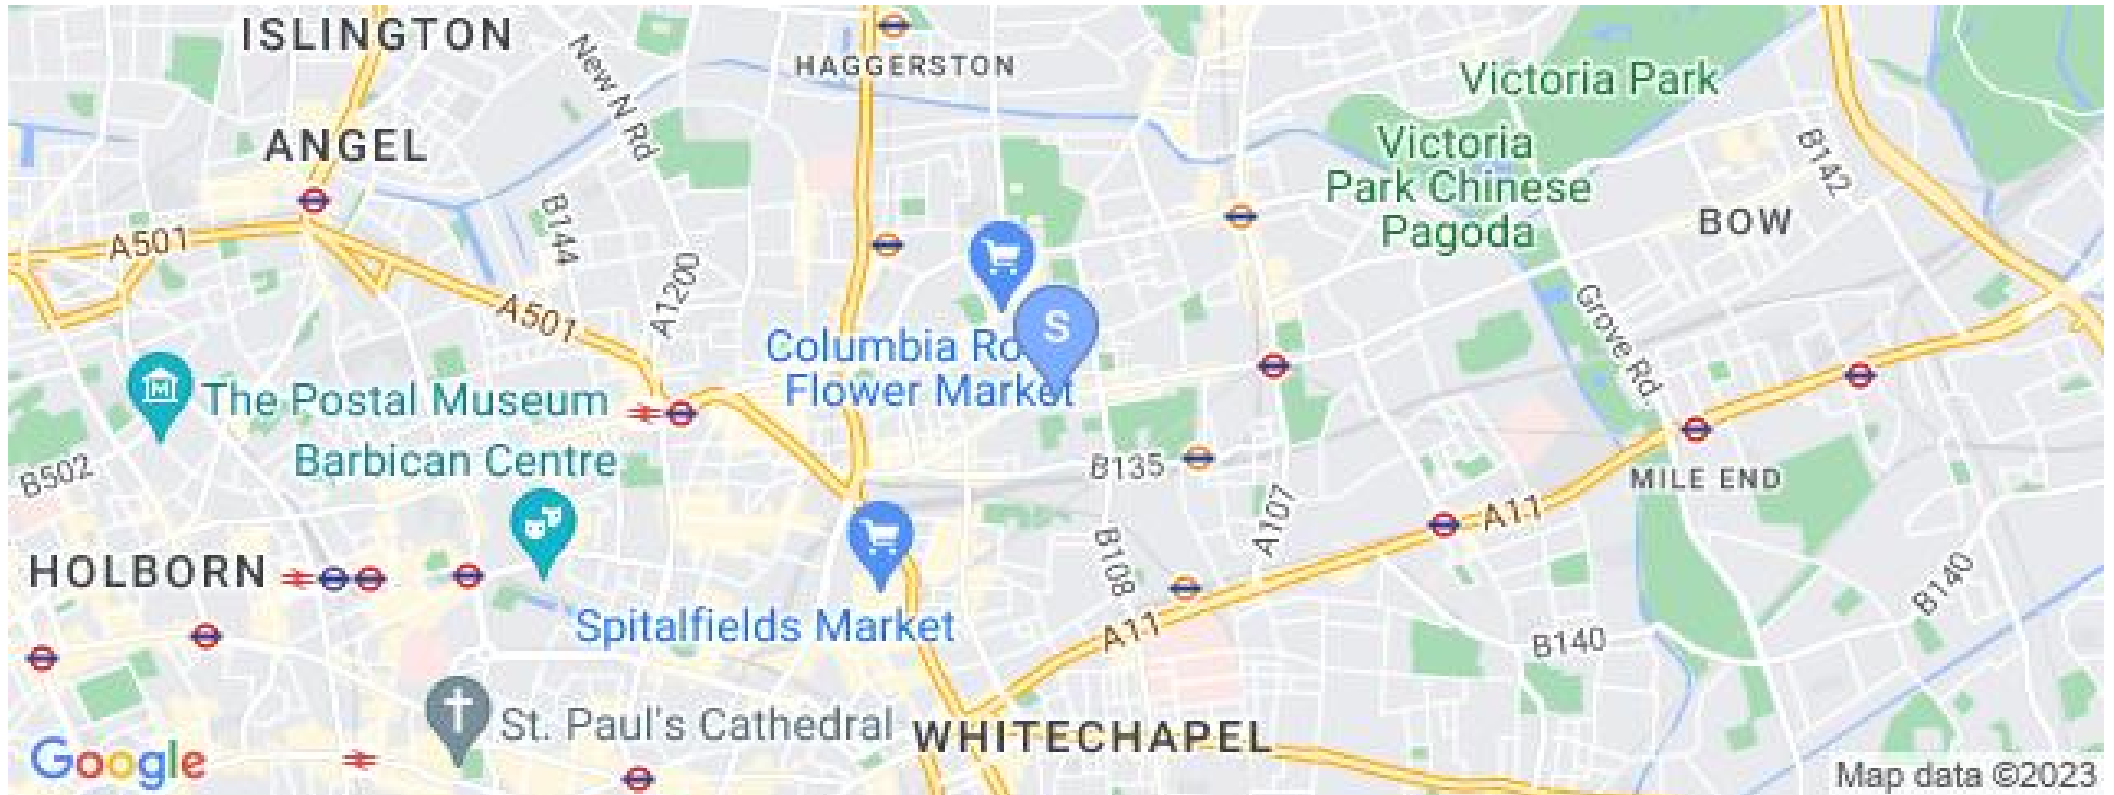 ISLINGTON
New N Rd
HAGGERSTON
Victoria Park
ANGEL
Victoria
Park Chinese
Pagoda
B142
BOW
A501
B144
A1200
A501
Grove Rd.
S
Columbia Ro
Flower Market
The Postal Museum
Barbican Centre
B502
B135
MILE END
A107
A11
HOLBORN
B108
B140
Spitalfields Market
A11
B140
St. Paul's Cathedral
WHITECHAPEL
Google
Map data ©2023